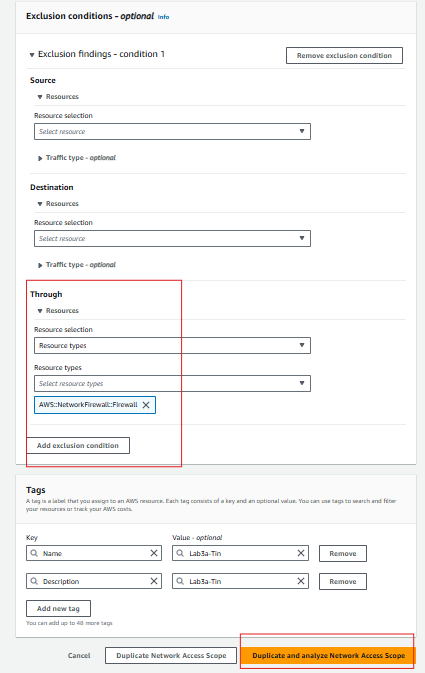 Exclusion conditions - optional Info
Exclusion findings - condition 1
Remove exclusion condition
Source
Resources
Resource selection
Select resource
Traffic type - optional
Destination
Resources
Resource selection
Select resource
Traffic type - optional
Through
Resources
Resource selection
Resource types
Resource types
Select resource types
AWS::NetworkFirewall::Firewall
Add exclusion condition
Tags
A tag is a label that you assign to an AWS resource. Each tag consists of a key and an optional value. You can use tags to search and filter
your resources or track your AWS costs.
Key Value - optional
Name Lab3a-Tin Remove
Description Lab3a-Tin Remove
Add new tag
You can add up to 48 more tags
Cancel Duplicate Network Access Scope Duplicate and analyze Network Access Scope